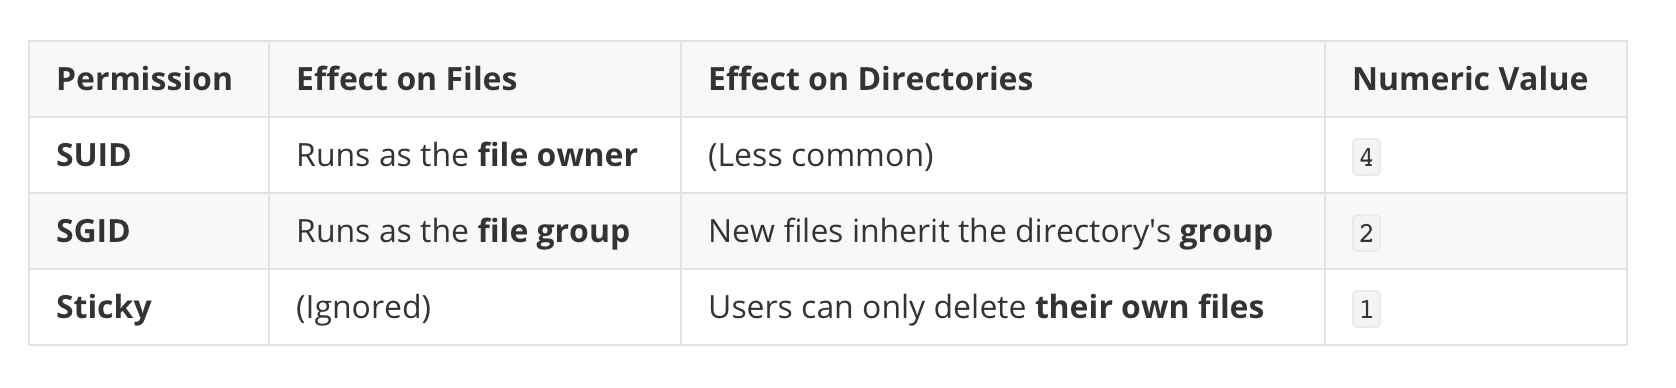 Permission Effect on Files Effect on Directories Numeric Value
SUID Runs as the file owner (Less common) 4
SGID Runs as the file group New files inherit the directory's group 2
Sticky (Ignored) Users can only delete their own files 1